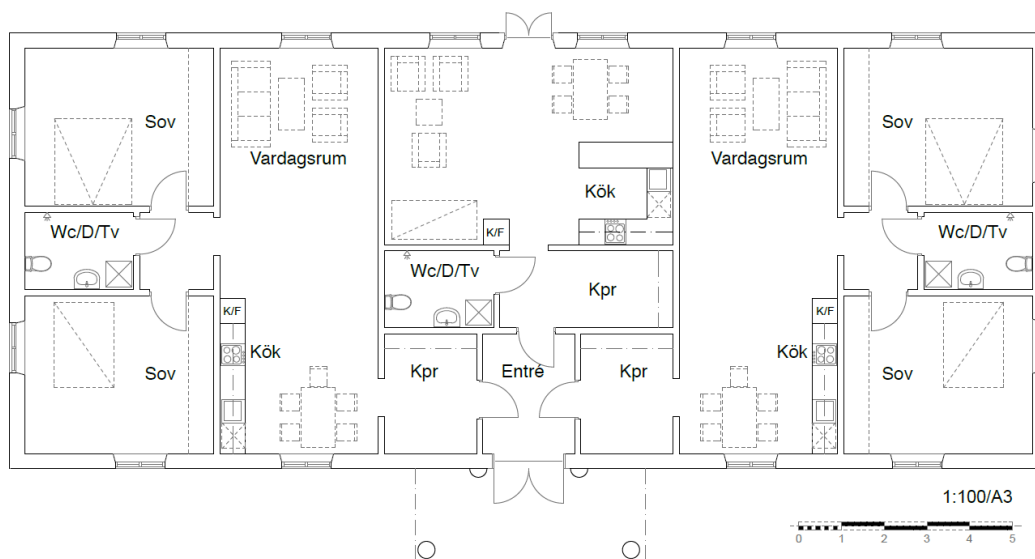 Sov
Vardagsrum
Vardagsrum
Sov
Kök
Wc/D/Tv
K/F
Wc/D/Tv
Wc/D/Tv
Kpr
K/F
K/F
Kök
Kök
Sov
Kpr
Entré
Kpr
Sov
1:100/A3
0 1 2 3 4 5